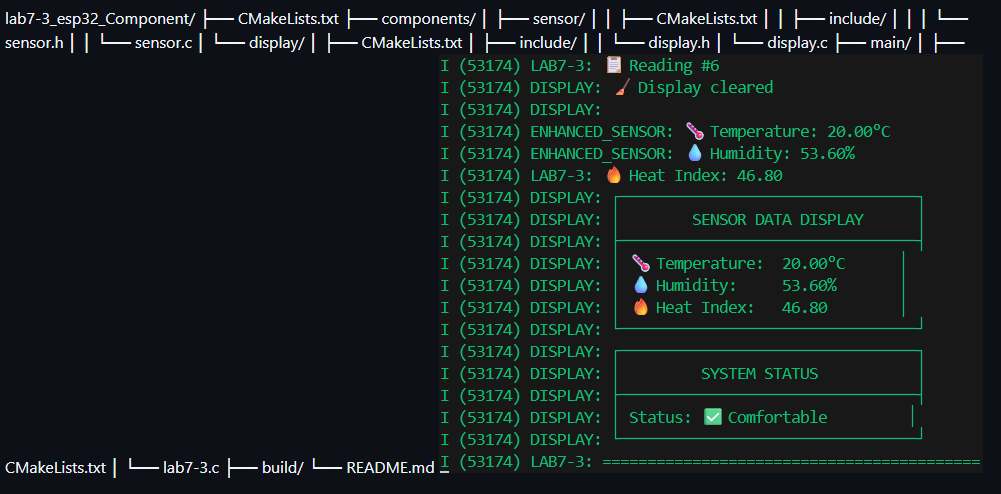 lab7-3_esp32_Component/ ├── CMakeLists.txt ├── components/ │ ├── sensor/ │ │ ├── CMakeLists.txt │ │ ├── include/ │ │ │ └──
sensor.h │ │ └── sensor.c │ └── display/ │ ├── CMakeLists.txt │ ├── include/ │ │ └── display.h │ └── display.c ├── main/ │ ├──
I (53174) LAB7-3: 📋 Reading #6
I (53174) DISPLAY: 🧹 Display cleared
I (53174) DISPLAY:
I (53174) ENHANCED_SENSOR: 🌡️ Temperature: 20.00°C
I (53174) ENHANCED_SENSOR: 💧 Humidity: 53.60%
I (53174) LAB7-3: 🔥 Heat Index: 46.80
I (53174) DISPLAY: ┌─────────────────────────────────┐
I (53174) DISPLAY: │ SENSOR DATA DISPLAY │
I (53174) DISPLAY: ├─────────────────────────────────┤
I (53174) DISPLAY: │ 🌡️ Temperature: 20.00°C │
I (53174) DISPLAY: │ 💧 Humidity: 53.60% │
I (53174) DISPLAY: │ 🔥 Heat Index: 46.80 │
I (53174) DISPLAY: └─────────────────────────────────┘
I (53174) DISPLAY: ┌─────────────────────────────────┐
I (53174) DISPLAY: │ SYSTEM STATUS │
I (53174) DISPLAY: ├─────────────────────────────────┤
I (53174) DISPLAY: │ Status: ✅ Comfortable │
I (53174) DISPLAY: └─────────────────────────────────┘
CMakeLists.txt │ └── lab7-3.c ├── build/ └── README.md I (53174) LAB7-3: ==========================================